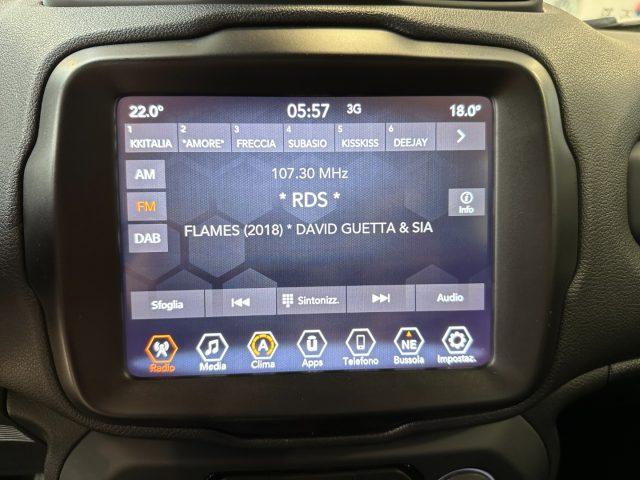 22.0° 05:57 3G 18.0°
1 KKITALIA 2 *AMORE* 3 FRECCIA 4 SUBASIO 5 KISSKISS 6 DEEJAY
AM 107.30 MHz
FM * RDS * Info
DAB FLAMES (2018) * DAVID GUETTA & SIA
Sfoglia Sintonizz. Audio
A NE
Radio Media Clima Apps Telefono Bussola Impostaz.